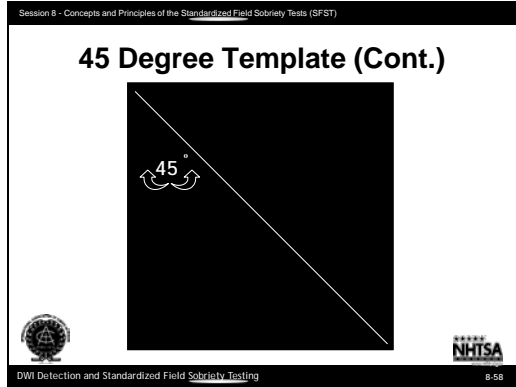 Session 8 - Concepts and Principles of the Standardized Field Sobriety Tests (SFST)
45 Degree Template (Cont.)
45°
NHTSA
DWI Detection and Standardized Field Sobriety Testing
8-58